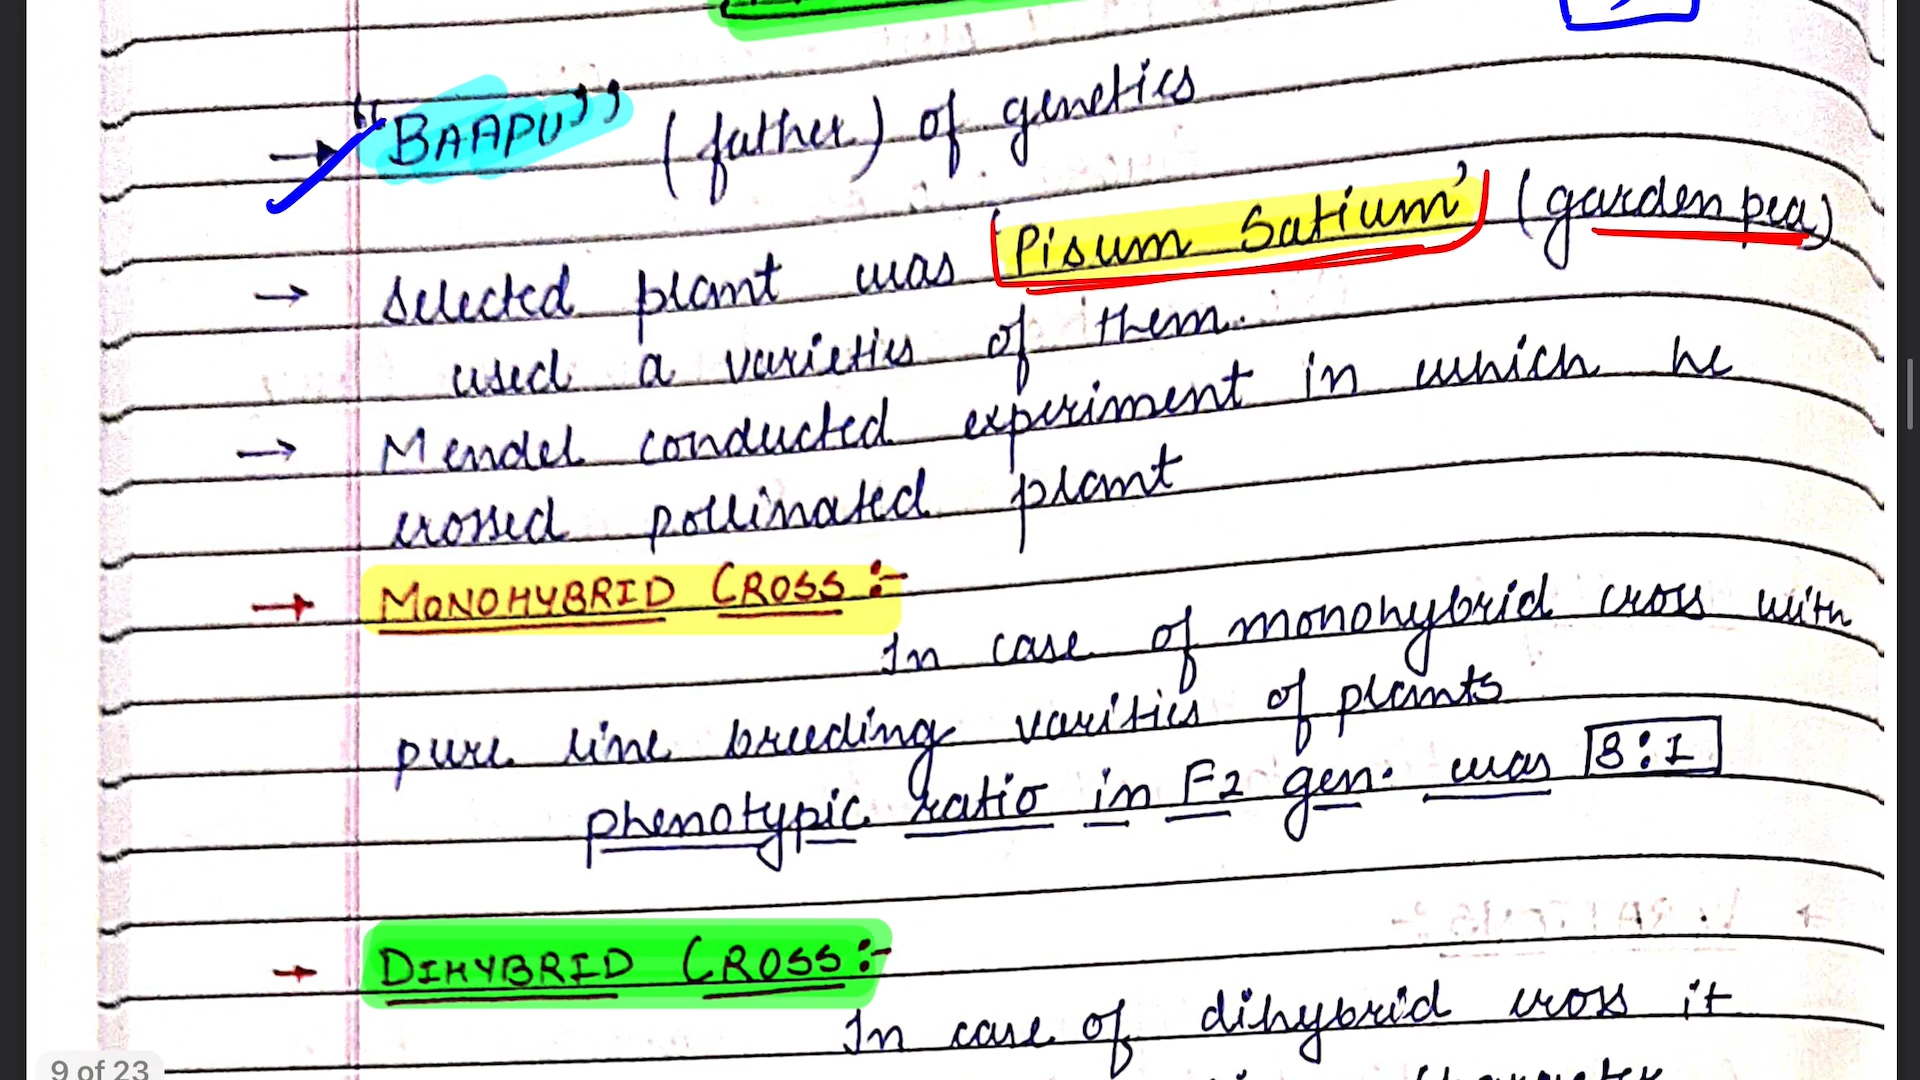 → "BAAPU" (father) of genetics
→ Selected plant was 'Pisum Satium' (garden pea)
used a varieties of them.
→ Mendel conducted experiment in which he
crossed pollinated plant
→ MONOHYBRID CROSS :-
In case of monohybrid cross with
pure line breeding varities of plants
phenotypic ratio in F2 gen. was 3:1
→ DIHYBRID CROSS :-
In case of dihybrid cross it
9 of 23